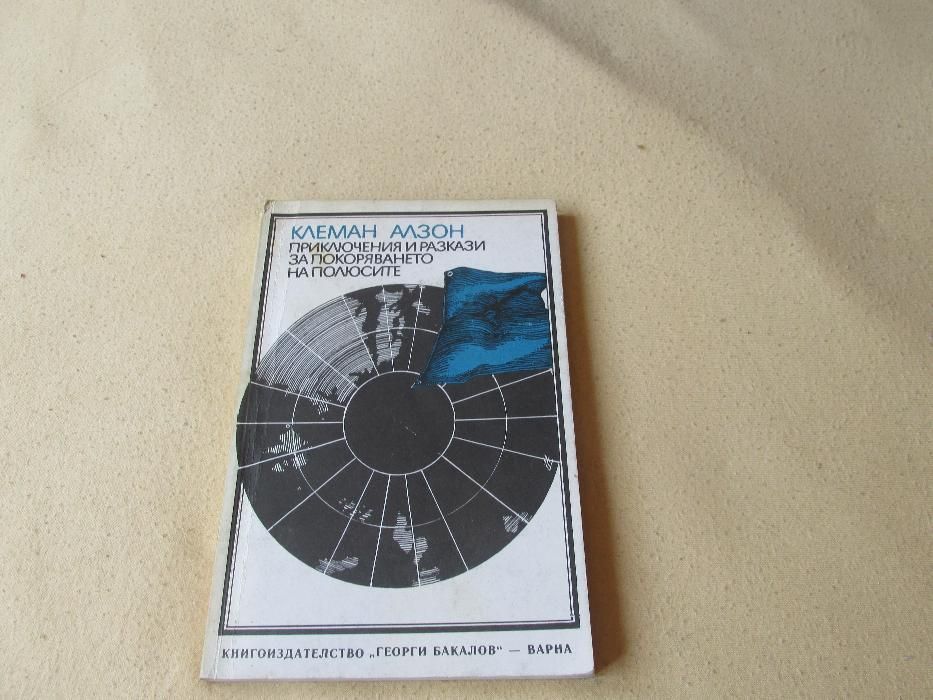 КЛЕМАН АЛЗОН
ПРИКЛЮЧЕНИЯ И РАЗКАЗИ
ЗА ПОКОРЯВАНЕТО
НА ПОЛЮСИТЕ
КНИГОИЗДАТЕЛСТВО „ГЕОРГИ БАКАЛОВ“ — ВАРНА